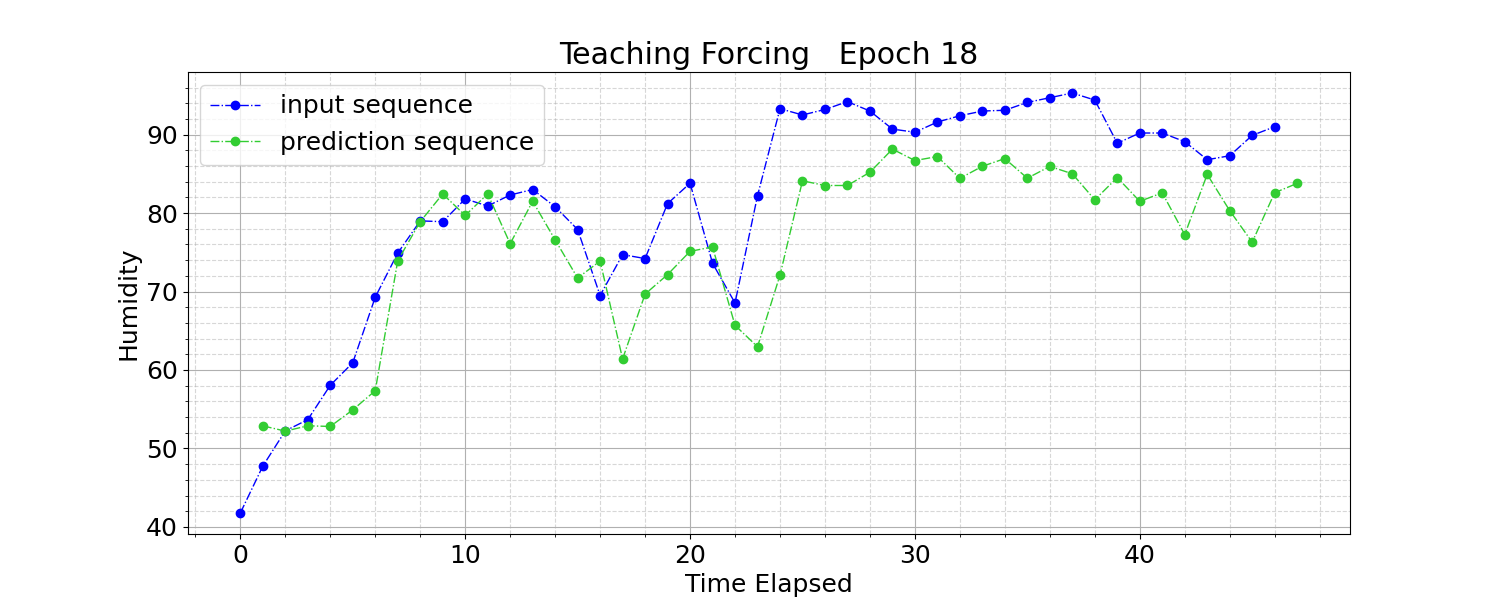 Teaching Forcing   Epoch 18
input sequence
prediction sequence
Humidity
90
80
70
60
50
40
0 10 20 30 40
Time Elapsed